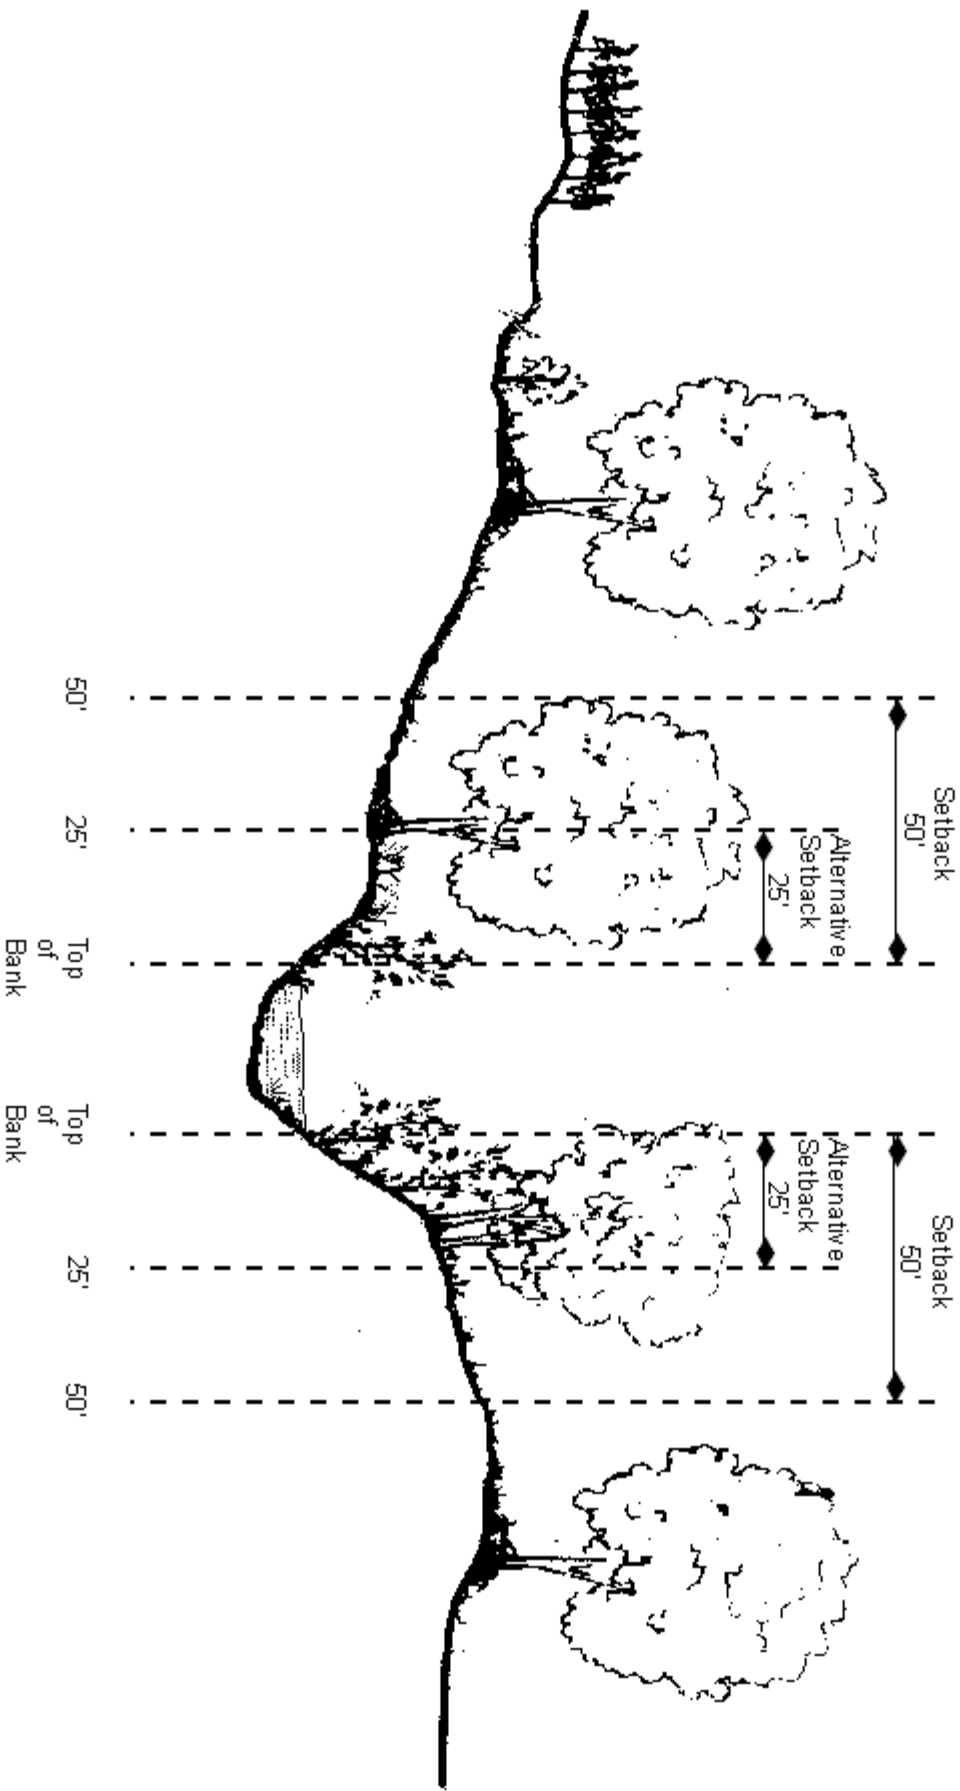 Setback
50'
Setback
50'
Alternative
Setback
25'
Alternative
Setback
25'
50'
25'
Top
of
Bank
Top
of
Bank
25'
50'